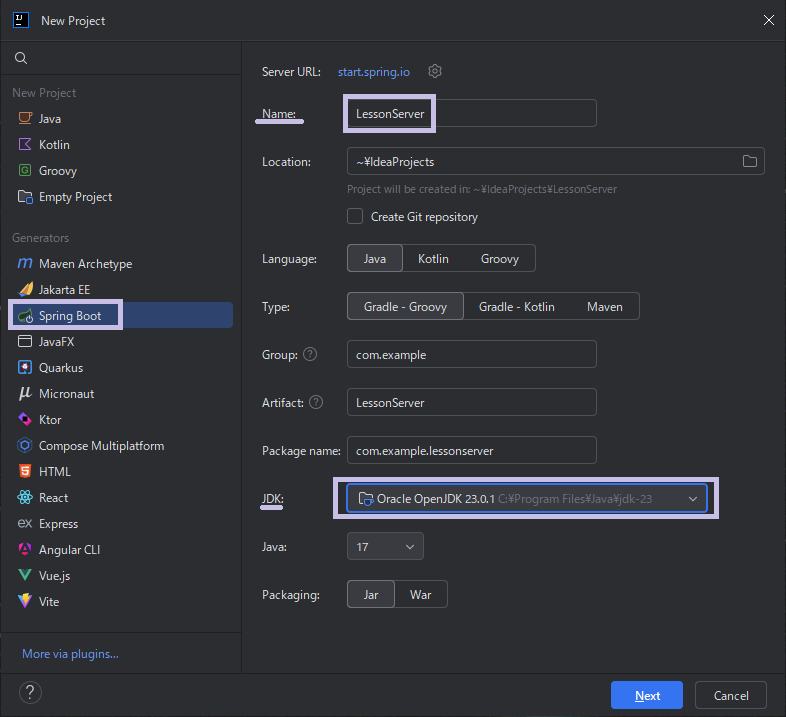 New Project
New Project
Java
Kotlin
Groovy
Empty Project
Generators
Maven Archetype
Jakarta EE
Spring Boot
JavaFX
Quarkus
Micronaut
Ktor
Compose Multiplatform
HTML
React
Express
Angular CLI
Vue.js
Vite
More via plugins...
Server URL: start.spring.io
Name: LessonServer
Location: ~¥IdeaProjects
Project will be created in: ~¥IdeaProjects¥LessonServer
Create Git repository
Language: Java Kotlin Groovy
Type: Gradle - Groovy Gradle - Kotlin Maven
Group: ? com.example
Artifact: ? LessonServer
Package name: com.example.lessonserver
JDK: Oracle OpenJDK 23.0.1 C:¥Program Files¥Java¥jdk-23
Java: 17
Packaging: Jar War
? Next Cancel